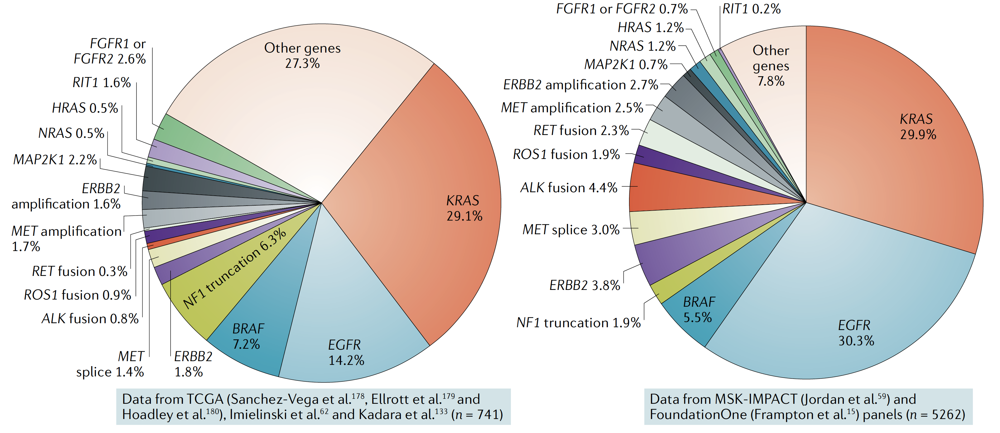 FGFR1 or
FGFR2 2.6%
RIT1 1.6%
HRAS 0.5%
NRAS 0.5%
MAP2K1 2.2%
ERBB2
amplification 1.6%
MET amplification
1.7%
RET fusion 0.3%
ROS1 fusion 0.9%
ALK fusion 0.8%
MET
splice 1.4%
ERBB2
1.8%
NF1 truncation 6.3%
BRAF
7.2%
EGFR
14.2%
KRAS
29.1%
Other genes
27.3%
Data from TCGA (Sanchez-Vega et al.178, Ellrott et al.179 and
Hoadley et al.180), Imielinski et al.62 and Kadara et al.133 (n = 741)
FGFR1 or FGFR2 0.7%
RIT1 0.2%
HRAS 1.2%
NRAS 1.2%
MAP2K1 0.7%
ERBB2 amplification 2.7%
MET amplification 2.5%
RET fusion 2.3%
ROS1 fusion 1.9%
ALK fusion 4.4%
MET splice 3.0%
ERBB2 3.8%
NF1 truncation 1.9%
BRAF
5.5%
EGFR
30.3%
KRAS
29.9%
Other
genes
7.8%
Data from MSK-IMPACT (Jordan et al.59) and
FoundationOne (Frampton et al.15) panels (n = 5262)